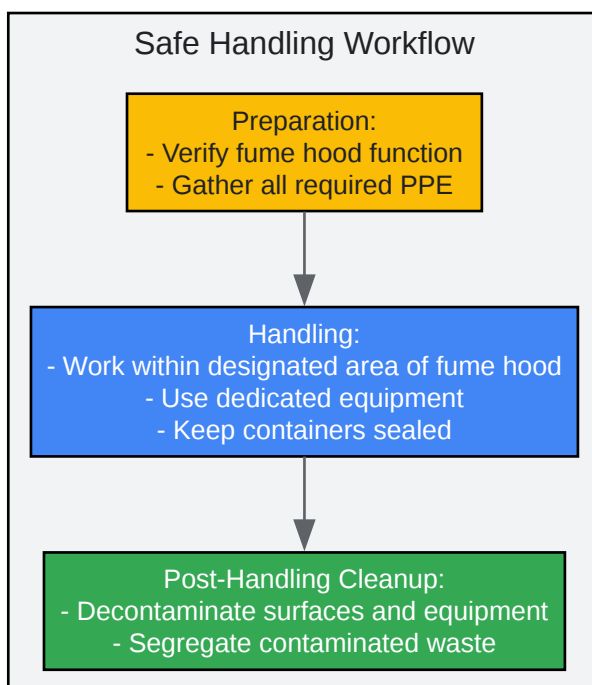 Safe Handling Workflow
Preparation:
- Verify fume hood function
- Gather all required PPE
Handling:
- Work within designated area of fume hood
- Use dedicated equipment
- Keep containers sealed
Post-Handling Cleanup:
- Decontaminate surfaces and equipment
- Segregate contaminated waste